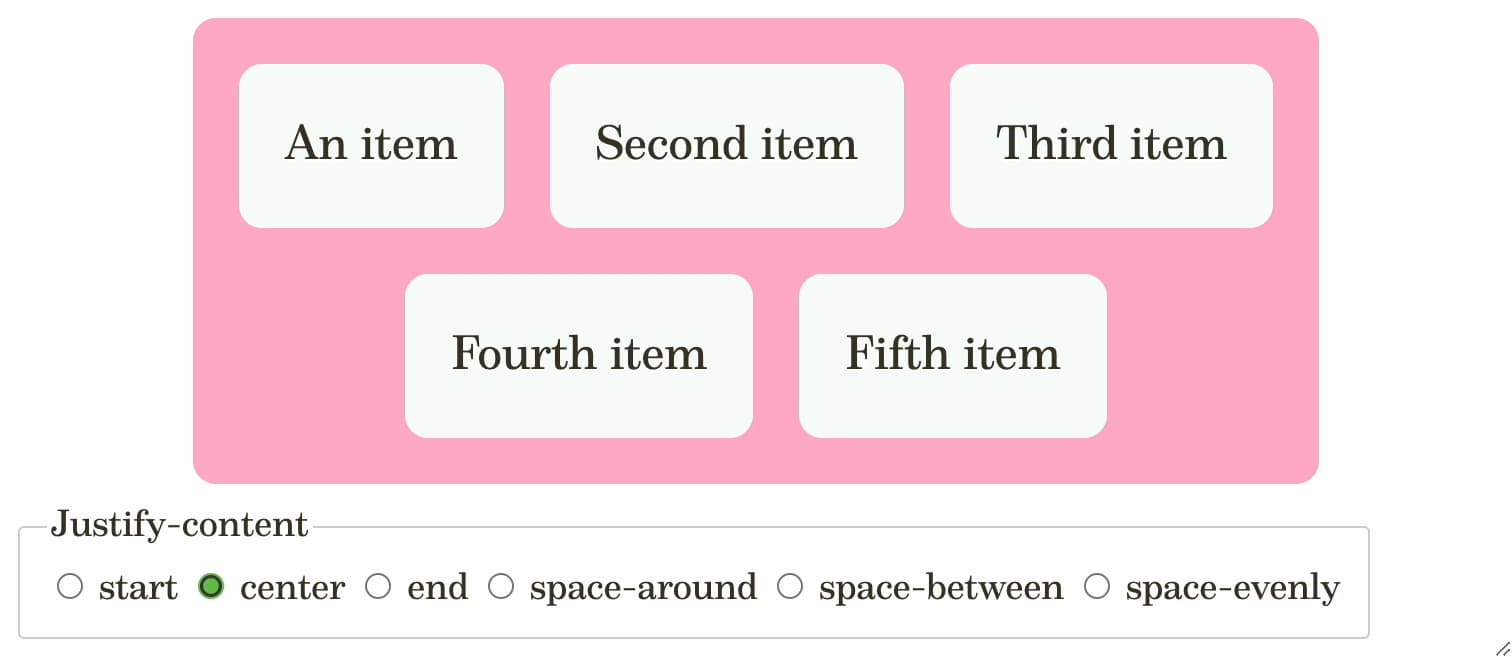 An item Second item Third item
Fourth item Fifth item
Justify-content
start center end space-around space-between space-evenly